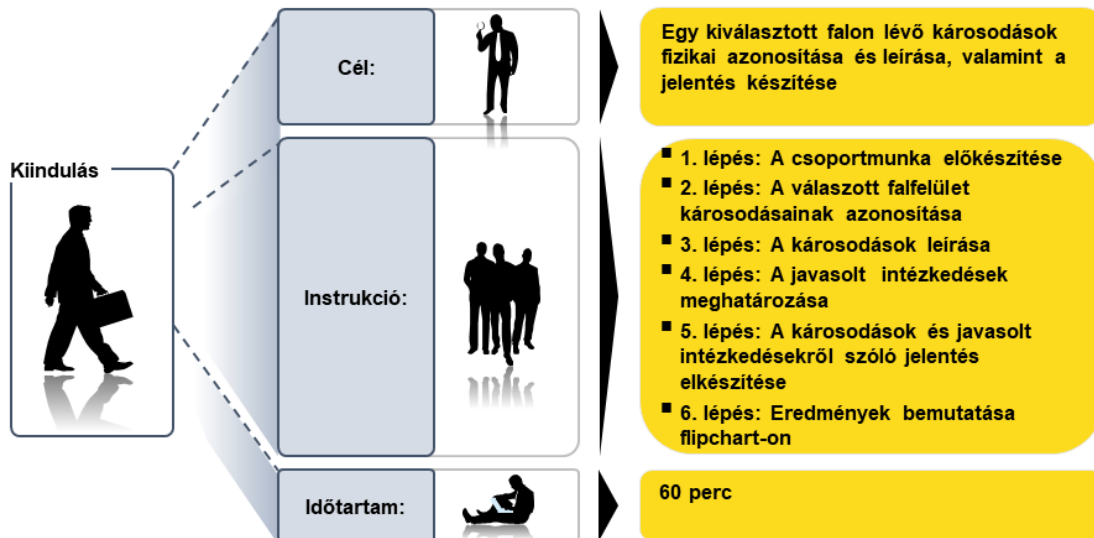 Kiindulás
Cél:
Egy kiválasztott falon lévő károsodások
fizikai azonosítása és leírása, valamint a
jelentés készítése
Instrukció:
▪ 1. lépés: A csoportmunka előkészítése
▪ 2. lépés: A választott falfelület
károsodásainak azonosítása
▪ 3. lépés: A károsodások leírása
▪ 4. lépés: A javasolt intézkedések
meghatározása
▪ 5. lépés: A károsodások és javasolt
intézkedésekről szóló jelentés
elkészítése
▪ 6. lépés: Eredmények bemutatása
flipchart-on
Időtartam:
60 perc